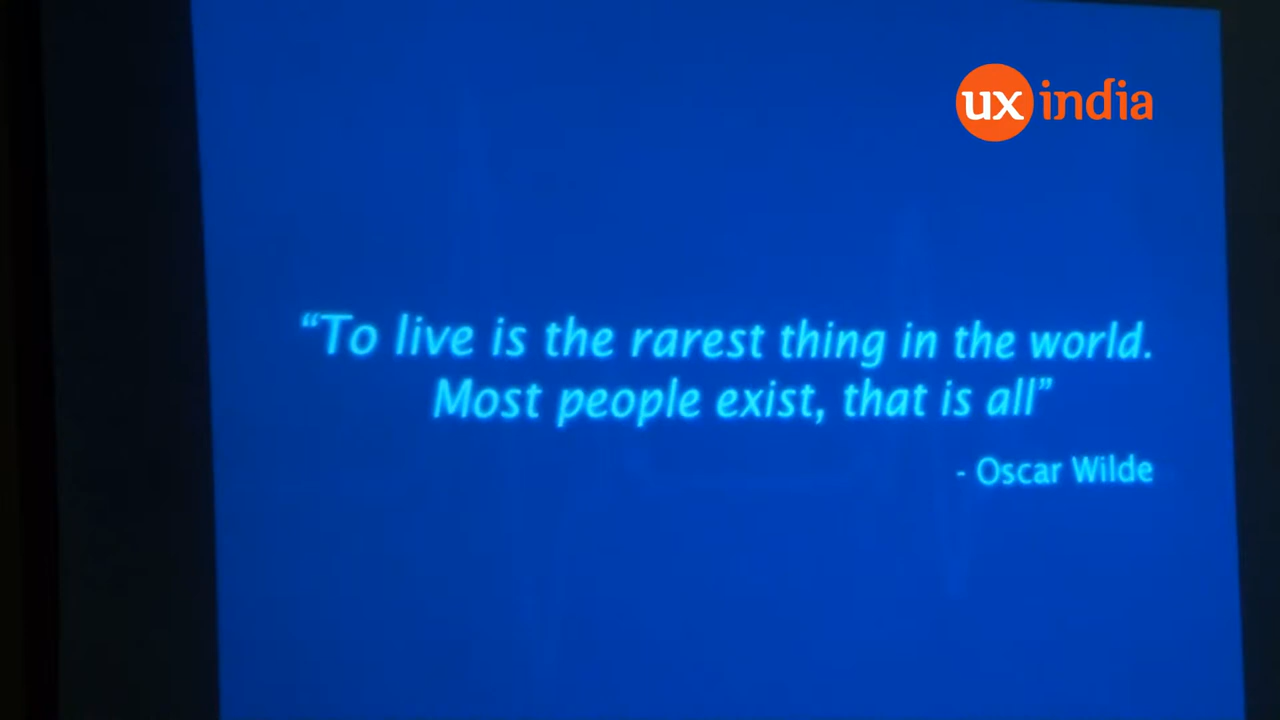 ux india
“To live is the rarest thing in the world.
Most people exist, that is all”
- Oscar Wilde